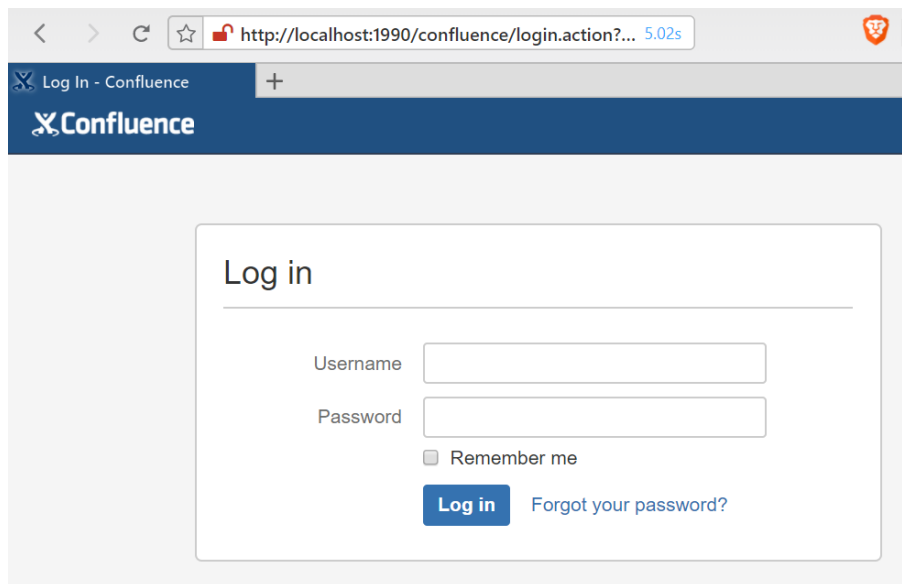 http://localhost:1990/confluence/login.action?... 5.02s
Log In - Confluence
Confluence
Log in
Username
Password
Remember me
Log in Forgot your password?